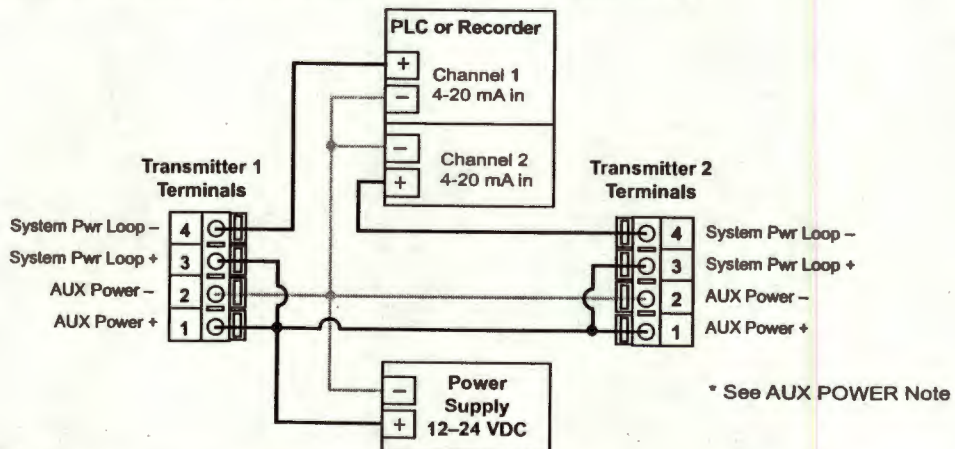 PLC or Recorder
+
Channel 1
4-20 mA in
–
–
Channel 2
4-20 mA in
+
Transmitter 1
Terminals
System Pwr Loop –
4
System Pwr Loop +
3
AUX Power –
2
AUX Power +
1
Transmitter 2
Terminals
4
System Pwr Loop –
3
System Pwr Loop +
2
AUX Power –
1
AUX Power +
–
+
Power
Supply
12–24 VDC
* See AUX POWER Note